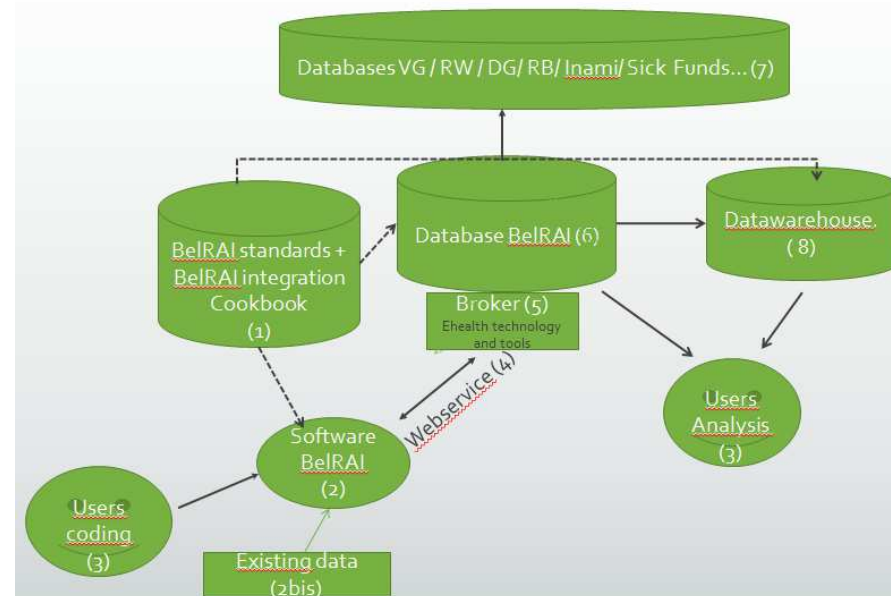 Databases VG / RW / DG/ RB/ Inami/ Sick Funds... (7)
BelRAI standards +
BelRAI integration
Cookbook
(1)
Database BelRAI (6)
Datawarehouse.
( 8)
Broker (5)
Ehealth technology
and tools
Webservice (4)
Users
Analysis
(3)
Software
BelRAI
(2)
Users
coding
(3)
Existing data
(2bis)